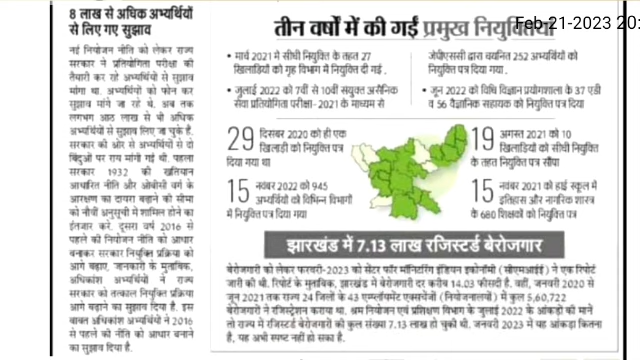 8 लाख से अधिक अभ्यर्थियों
से लिए गए सुझाव
नई नियोजन नीति को लेकर राज्य
सरकार ने प्रतियोगिता परीक्षा की
तैयारी कर रहे अभ्यर्थियों से सुझाव
मांगा था. अभ्यर्थियों को फोन कर
सुझाव मांगे जा रहे थे. अब तक
लगभग आठ लाख से भी अधिक
अभ्यर्थियों से सुझाव लिए जा चुके है.
सरकार की ओर से अभ्यर्थियों से दो
बिंदुओं पर राय मांगी गई थी. पहला
सरकार 1932 की खतियान
आधारित नीति और ओबीसी वर्ग के
आरक्षण का दायरा बढ़ाने की सीमा
को नौवीं अनुसूची में शामिल होने का
इंतजार करे. दूसरा वर्ष 2016 से
पहले की नियोजन नीति को आधार
बनाकर सरकार नियुक्ति प्रक्रिया को
आगे बढ़ाए. जानकारी के मुताबिक,
अधिकांश अभ्यर्थियों ने राज्य
सरकार को तत्काल नियुक्ति प्रक्रिया
आगे बढ़ाने का सुझाव दिया है. इस
बाबत अधिकांश अभ्यर्थियों ने 2016
से पहले की नीति को आधार बनाने
का सुझाव दिया है.
तीन वर्षों में की गईं प्रमुख नियुक्तियां
Feb-21-2023 20:
• मार्च 2021 में सीधी नियुक्ति के तहत 27
खिलाड़ियों को गृह विभाग में नियुक्ति दी गई .
• जुलाई 2022 को 7वीं से 10वीं संयुक्त असैनिक
सेवा प्रतियोगिता परीक्षा- 2021 के माध्यम से
जेपीएससी द्वारा चयनित 252 अभ्यर्थियों को
नियुक्ति पत्र दिया गया .
• जून 2022 को विधि विज्ञान प्रयोगशाला के 37 एडी
व 56 वैज्ञानिक सहायक को नियुक्ति पत्र दिया
29 दिसबर 2020 को ही एक
खिलाड़ी को नियुक्ति पत्र
दिया गया था
15 नवंबर 2022 को 945
अभ्यर्थियों को विभिन्न विभागों
में नियुक्ति पत्र दिया गया
19 अगस्त 2021 को 10
खिलाड़ियों को सीधी नियुक्ति
के तहत नियुक्ति पत्र सौंपा
15 नवंबर 2021 को हाई स्कूल में
इतिहास और नागरिक शास्त्र
के 680 शिक्षकों को नियुक्ति पत्र
झारखंड में 7.13 लाख रजिस्टर्ड बेरोजगार
बेरोजगारी को लेकर फरवरी-2023 को सेंटर फॉर मॉनिटरिंग इंडियन इकोनॉमी (सीएमआईई) ने एक रिपोर्ट
जारी की थी. रिपोर्ट के मुताबिक, झारखंड में बेरोजगारी दर करीब 14.03 फीसदी है. वहीं, जनवरी 2020 से
जून 2021 तक राज्य 24 जिलों के 43 एम्प्लॉयमेंट एक्सचेंजों (नियोजनालयों) में कुल 5,60,722
बेरोजगारों ने रजिस्ट्रेशन कराया था. श्रम नियोजन एवं प्रशिक्षण विभाग के जुलाई 2022 के आंकड़ों की मानें
तो राज्य में रजिस्टर्ड बेरोजगारों की कुल संख्या 7.13 लाख हो चुकी थी. जनवरी 2023 में यह आंकड़ा कितना
है, यह अभी स्पष्ट नहीं हो सका है.